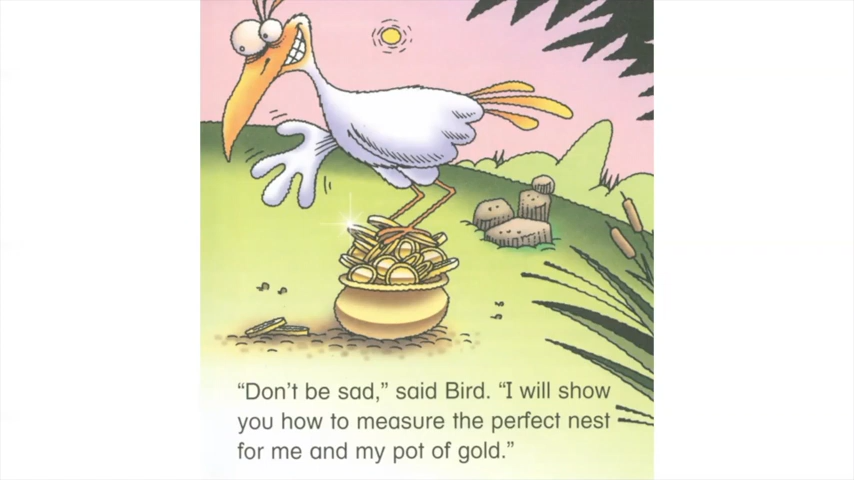 “Don’t be sad,” said Bird. “I will show
you how to measure the perfect nest
for me and my pot of gold.”